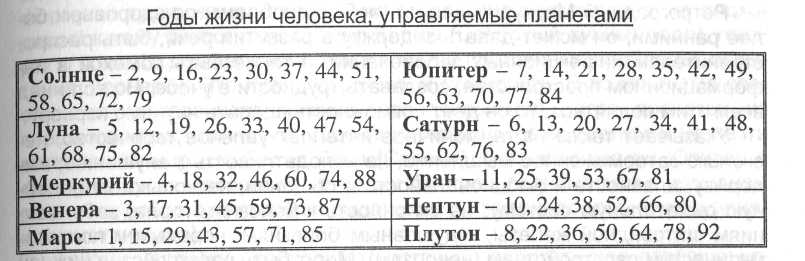 Годы жизни человека, управляемые планетами
Солнце – 2, 9, 16, 23, 30, 37, 44, 51,
58, 65, 72, 79
Юпитер – 7, 14, 21, 28, 35, 42, 49,
56, 63, 70, 77, 84
Луна – 5, 12, 19, 26, 33, 40, 47, 54,
61, 68, 75, 82
Сатурн – 6, 13, 20, 27, 34, 41, 48,
55, 62, 76, 83
Меркурий – 4, 18, 32, 46, 60, 74, 88
Уран – 11, 25, 39, 53, 67, 81
Венера – 3, 17, 31, 45, 59, 73, 87
Нептун – 10, 24, 38, 52, 66, 80
Марс – 1, 15, 29, 43, 57, 71, 85
Плутон – 8, 22, 36, 50, 64, 78, 92